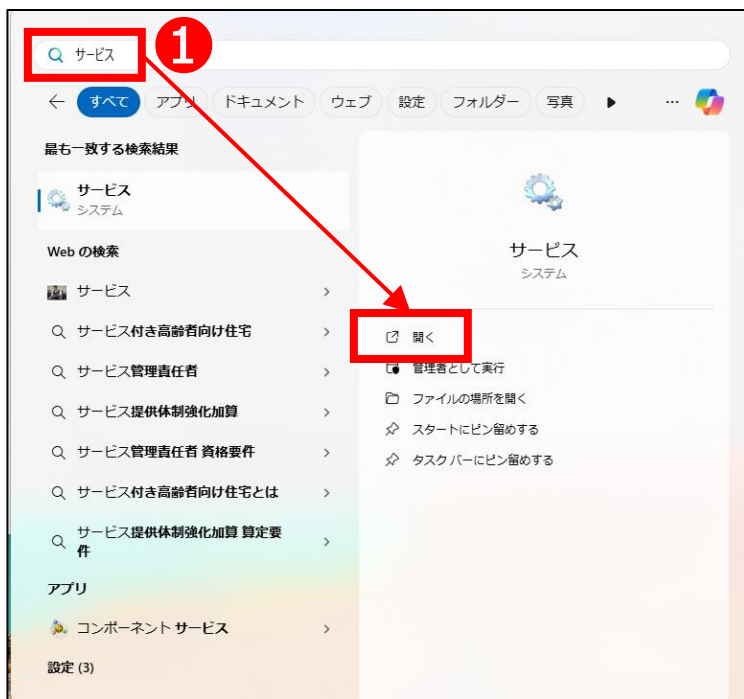 サービス
1
すべて
アプリ
ドキュメント
ウェブ
設定
フォルダー
写真
...
最も一致する検索結果
サービス
システム
Web の検索
サービス
サービス付き高齢者向け住宅
サービス管理責任者
サービス提供体制強化加算
サービス管理責任者 資格要件
サービス付き高齢者向け住宅とは
サービス提供体制強化加算 算定要
件
アプリ
コンポーネント サービス
設定 (3)
サービス
システム
開く
管理者として実行
ファイルの場所を開く
スタートにピン留めする
タスク バーにピン留めする